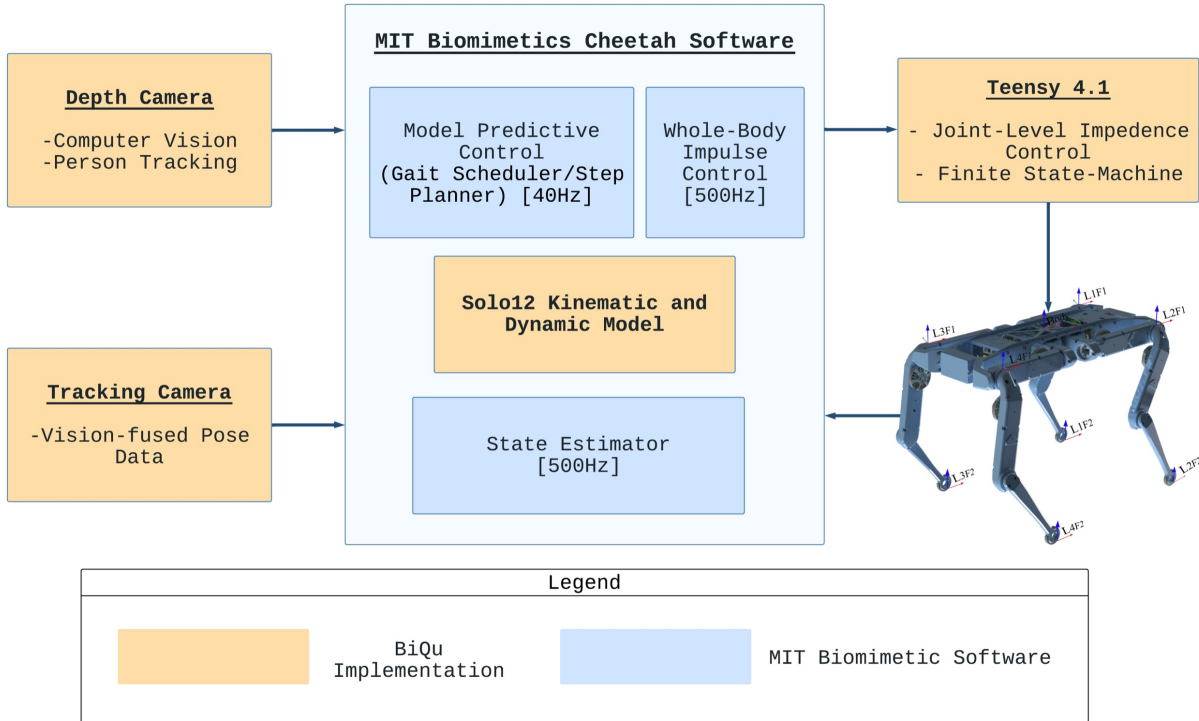 MIT Biomimetics Cheetah Software
Depth Camera
-Computer Vision
-Person Tracking
Model Predictive
Control
(Gait Scheduler/Step
Planner) [40Hz]
Whole-Body
Impulse
Control
[500Hz]
Teensy 4.1
- Joint-Level Impedence
Control
- Finite State-Machine
Solo12 Kinematic and
Dynamic Model
Tracking Camera
-Vision-fused Pose
Data
State Estimator
[500Hz]
L1F1
L2F1
L3F1
L4F1
L1F2
L2F2
L3F2
L4F2
Legend
BiQu
Implementation
MIT Biomimetic Software